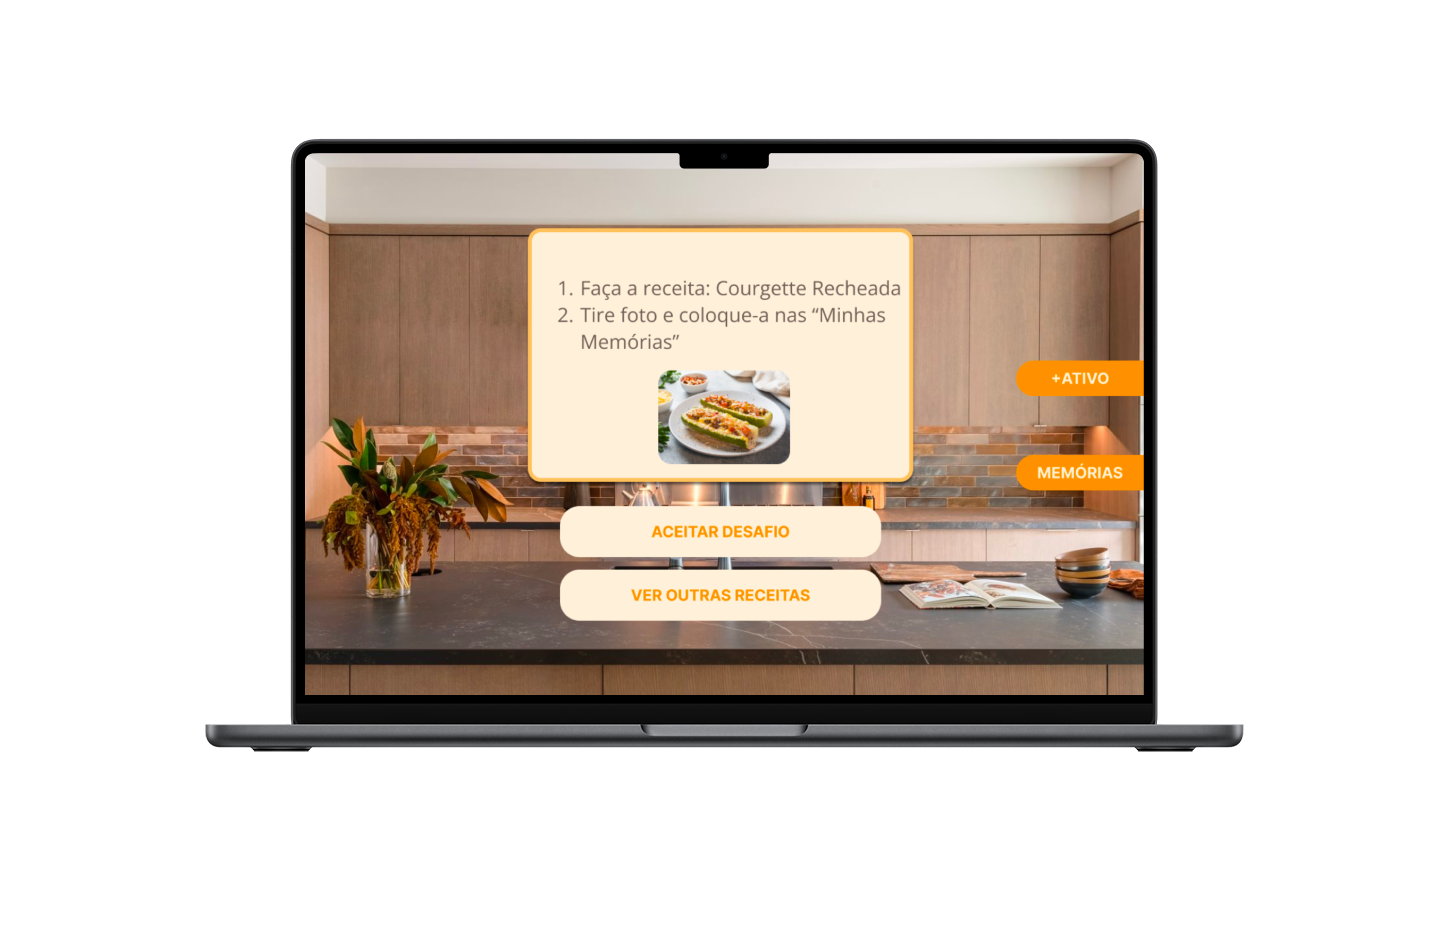 1. Faça a receita: Courgette Recheada
2. Tire foto e coloque-a nas “Minhas
Memórias”
+ATIVO
MEMÓRIAS
ACEITAR DESAFIO
VER OUTRAS RECEITAS